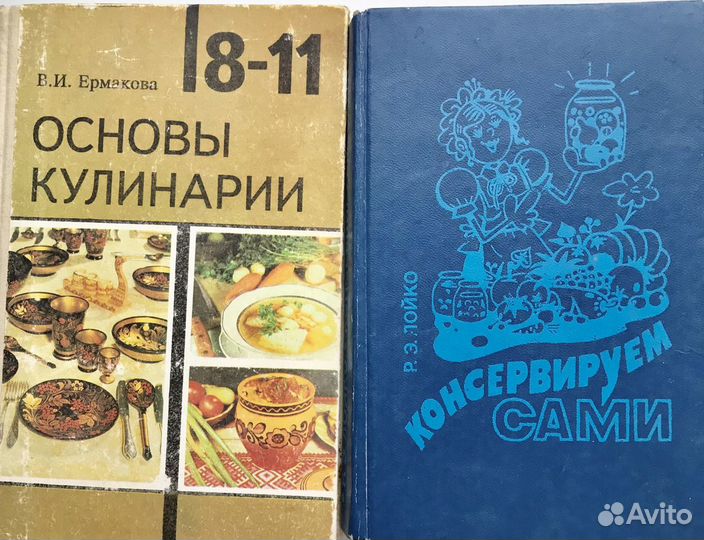 8-11
В.И. Ермакова
ОСНОВЫ
КУЛИНАРИИ
Р.Э. ЛОЙКО
КОНСЕРВИРУЕМ
САМИ
Avito